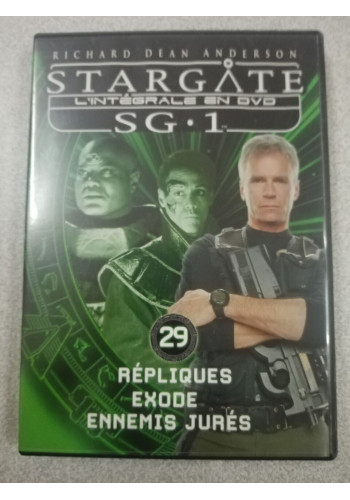 RICHARD DEAN ANDERSON
STARGATE
L'INTÉGRALE EN DVD
SG·1
29
RÉPLIQUES
EXODE
ENNEMIS JURÉS